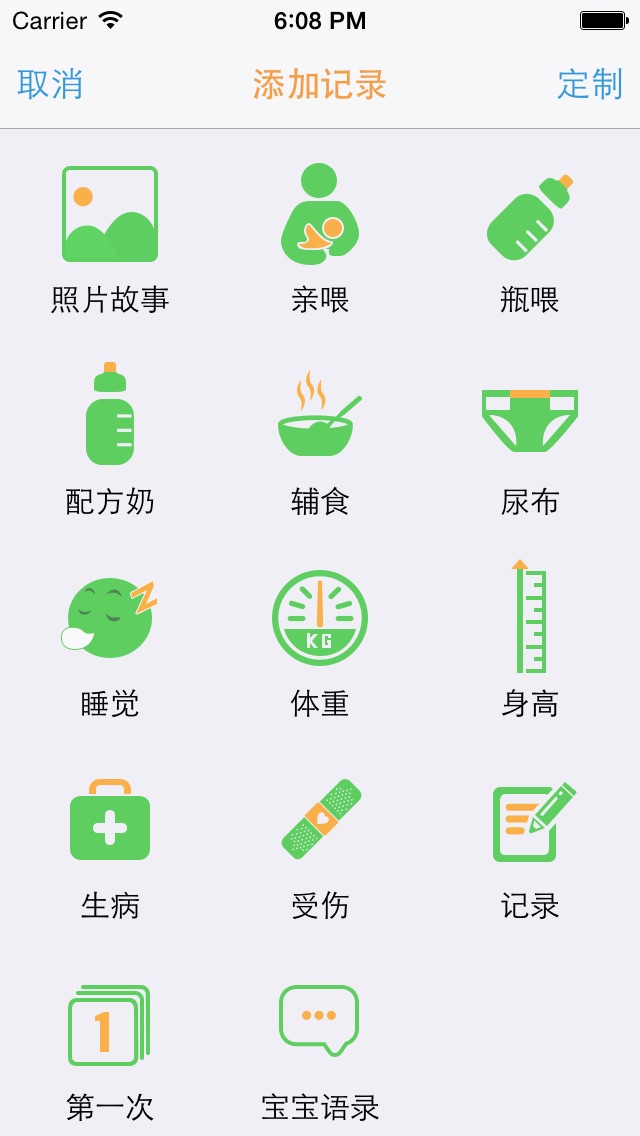 Carrier 6:08 PM
取消 添加记录 定制
照片故事 亲喂 瓶喂
配方奶 辅食 尿布
KG
睡觉 体重 身高
生病 受伤 记录
1
第一次 宝宝语录